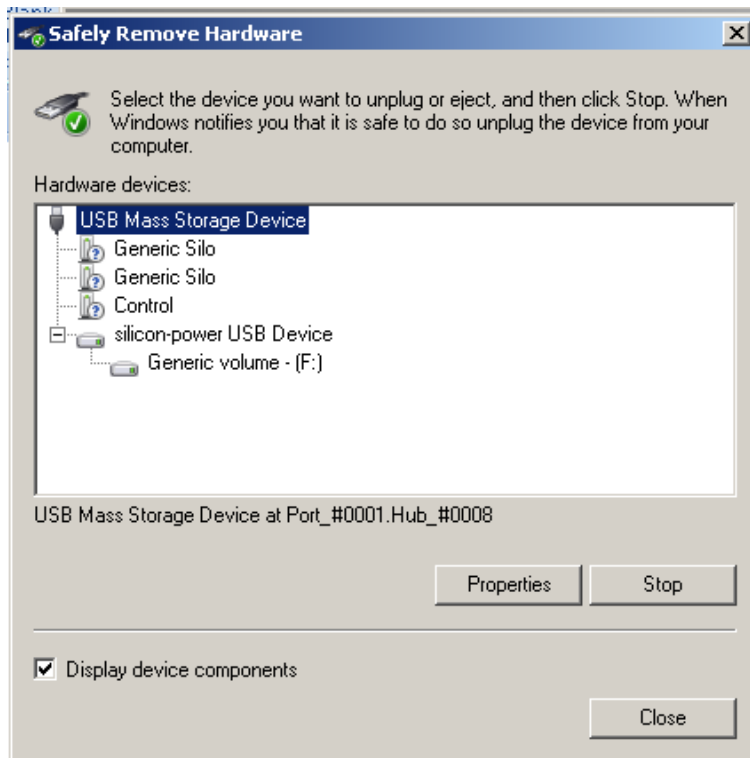 Safely Remove Hardware
Select the device you want to unplug or eject, and then click Stop. When
Windows notifies you that it is safe to do so unplug the device from your
computer.
Hardware devices:
USB Mass Storage Device
Generic Silo
Generic Silo
Control
silicon-power USB Device
Generic volume - (F:)
USB Mass Storage Device at Port_#0001.Hub_#0008
Properties
Stop
Display device components
Close